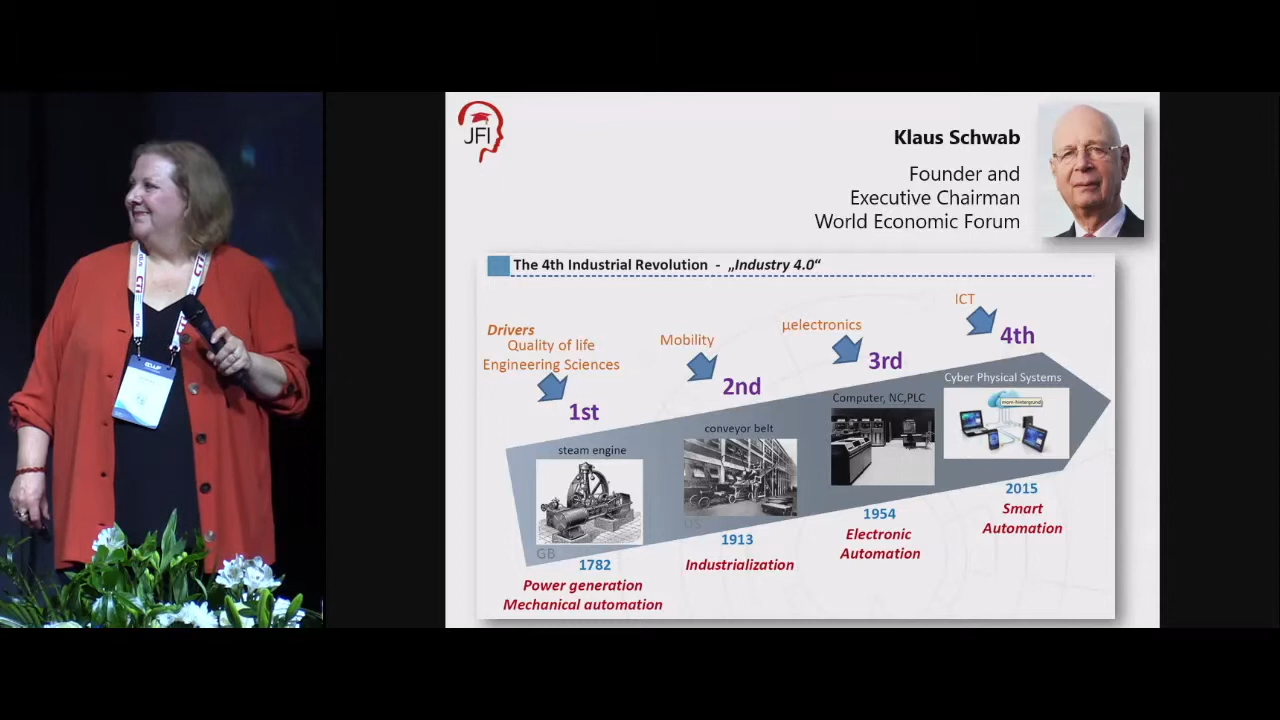 JFI
Klaus Schwab
Founder and
Executive Chairman
World Economic Forum
The 4th Industrial Revolution - „Industry 4.0“
Drivers
Quality of life
Engineering Sciences
1st
steam engine
GB
1782
Power generation
Mechanical automation
Mobility
2nd
conveyor belt
US
1913
Industrialization
µelectronics
3rd
Computer, NC,PLC
1954
Electronic
Automation
ICT
4th
Cyber Physical Systems
2015
Smart
Automation
CTI